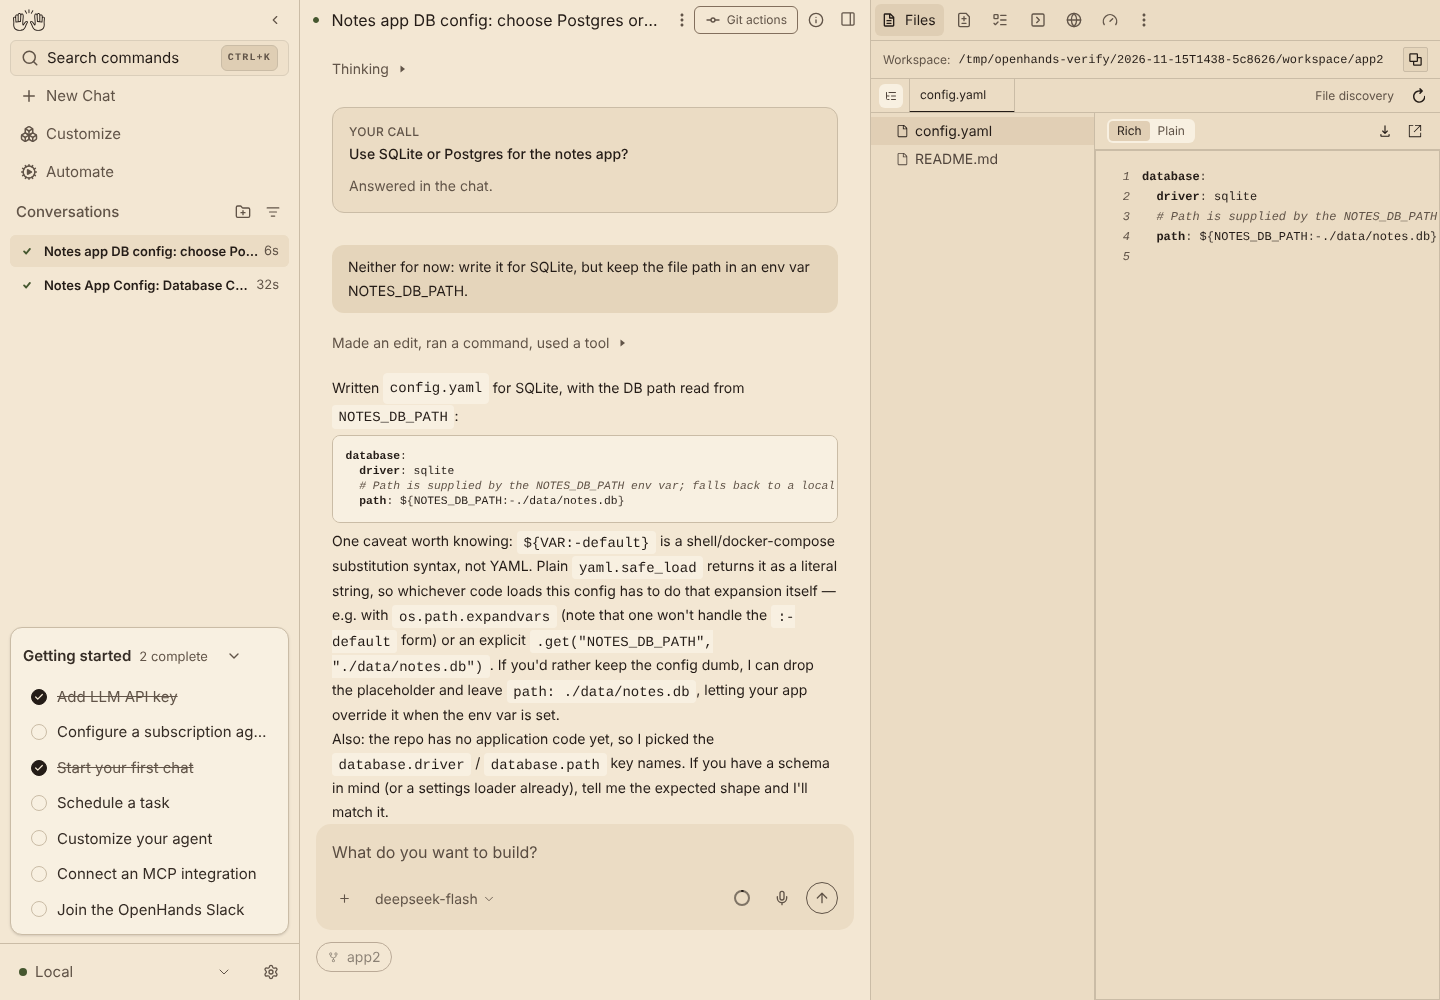 Search commands
CTRL+K
New Chat
Customize
Automate
Conversations
Notes app DB config: choose Po... 6s
Notes App Config: Database C... 32s
Getting started 2 complete
Add LLM API key
Configure a subscription ag...
Start your first chat
Schedule a task
Customize your agent
Connect an MCP integration
Join the OpenHands Slack
Local
Notes app DB config: choose Postgres or...
Git actions
Thinking
YOUR CALL
Use SQLite or Postgres for the notes app?
Answered in the chat.
Neither for now: write it for SQLite, but keep the file path in an env var
NOTES_DB_PATH.
Made an edit, ran a command, used a tool
Written config.yaml for SQLite, with the DB path read from
NOTES_DB_PATH:
database:
  driver: sqlite
  # Path is supplied by the NOTES_DB_PATH env var; falls back to a local
  path: ${NOTES_DB_PATH:-./data/notes.db}
One caveat worth knowing: ${VAR:-default} is a shell/docker-compose
substitution syntax, not YAML. Plain yaml.safe_load returns it as a literal
string, so whichever code loads this config has to do that expansion itself —
e.g. with os.path.expandvars (note that one won't handle the :-
default form) or an explicit .get("NOTES_DB_PATH",
"./data/notes.db"). If you'd rather keep the config dumb, I can drop
the placeholder and leave path: ./data/notes.db, letting your app
override it when the env var is set.
Also: the repo has no application code yet, so I picked the
database.driver / database.path key names. If you have a schema
in mind (or a settings loader already), tell me the expected shape and I'll
match it.
What do you want to build?
deepseek-flash
app2
Files
Workspace: /tmp/openhands-verify/2026-11-15T1438-5c8626/workspace/app2
config.yaml
File discovery
config.yaml
README.md
Rich Plain
1 database:
2   driver: sqlite
3   # Path is supplied by the NOTES_DB_PATH
4   path: ${NOTES_DB_PATH:-./data/notes.db}
5